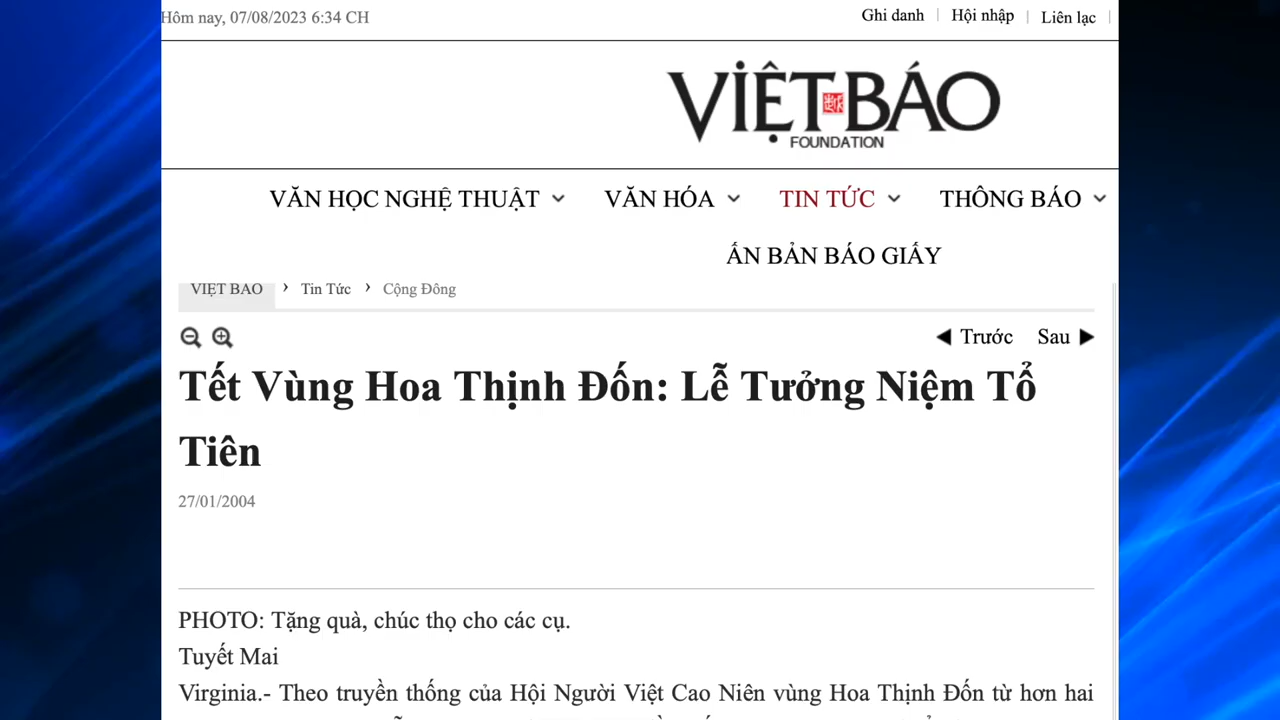 Hôm nay, 07/08/2023 6:34 CH
Ghi danh
Hội nhập
Liên lạc
VIỆT BÁO
FOUNDATION
VĂN HỌC NGHỆ THUẬT
VĂN HÓA
TIN TỨC
THÔNG BÁO
ẤN BẢN BÁO GIẤY
VIỆT BÁO › Tin Tức › Cộng Đồng
Trước
Sau
Tết Vùng Hoa Thịnh Đốn: Lễ Tưởng Niệm Tổ
Tiên
27/01/2004
PHOTO: Tặng quà, chúc thọ cho các cụ.
Tuyết Mai
Virginia.- Theo truyền thống của Hội Người Việt Cao Niên vùng Hoa Thịnh Đốn từ hơn hai